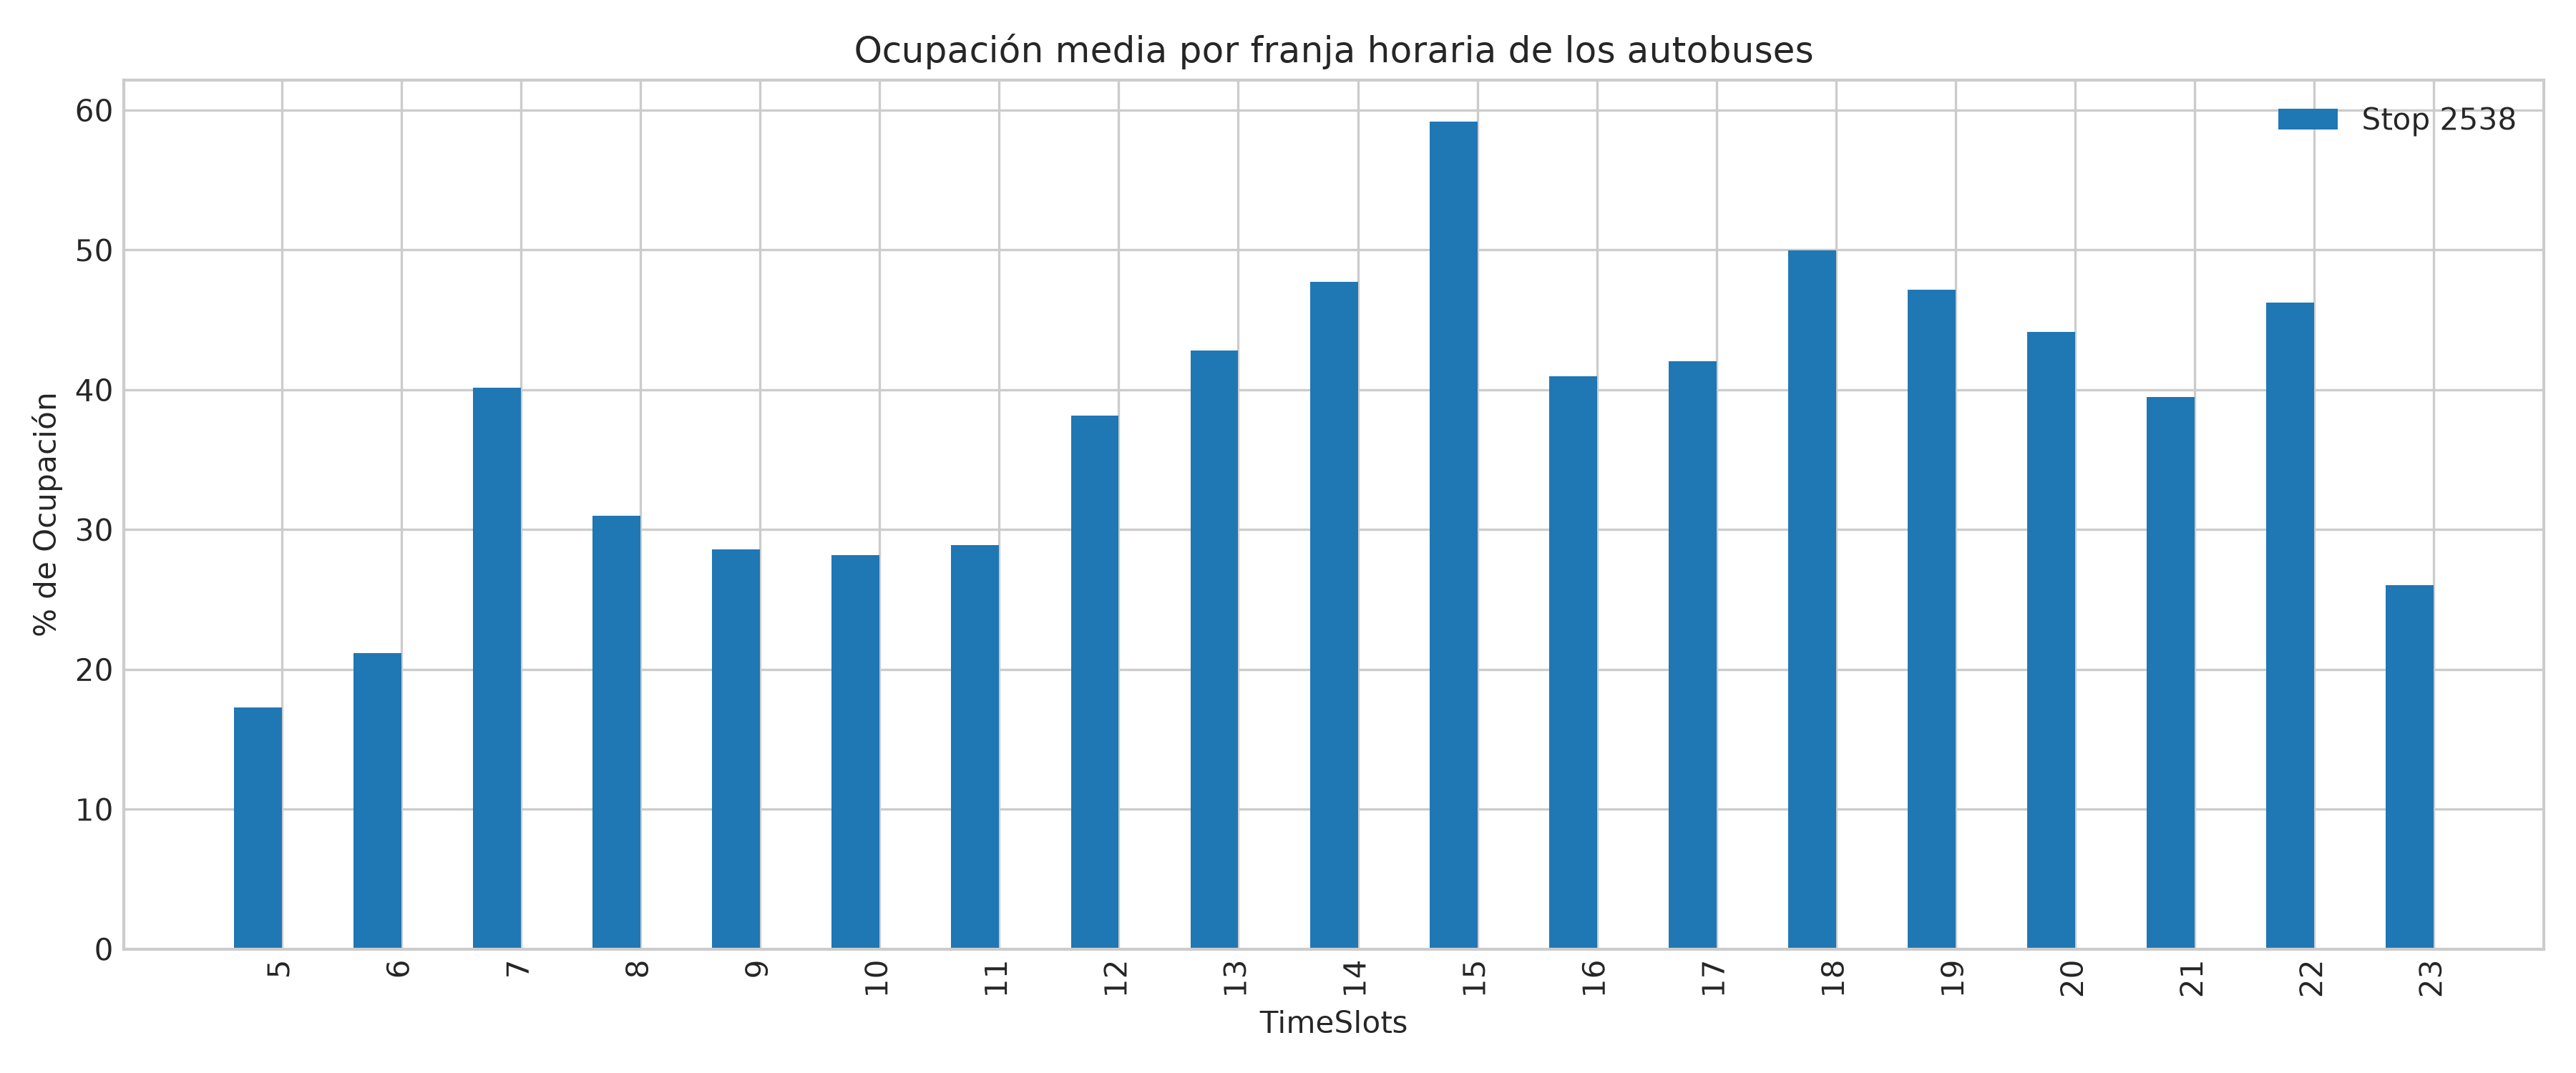 Ocupación media por franja horaria de los autobuses
Stop 2538
% de Ocupación
60
50
40
30
20
10
0
5 6 7 8 9 10 11 12 13 14 15 16 17 18 19 20 21 22 23
TimeSlots